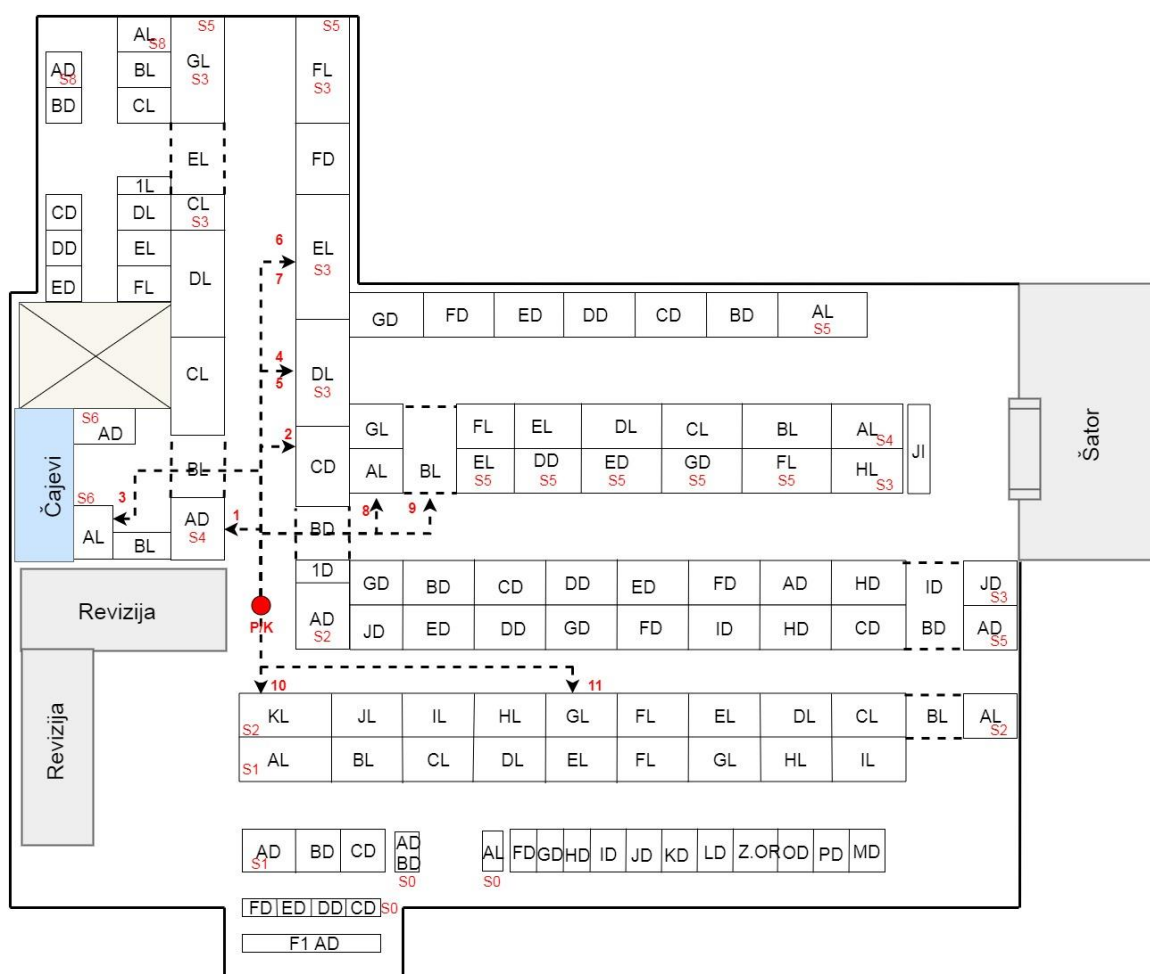 AL S5 S5
S8 GL FL
AD BL S3 S3
S8
BD CL
EL FD
1L
CD DL CL
S3
DD EL 6 EL
DL 7 S3
ED FL
GD FD ED DD CD BD AL
S5
CL 4 DL
5 S3
S6 GL FL EL DL CL BL AL S4
AD 2 CD
Čajevi BL AL BL EL DD ED GD FL HL JI Šator
S5 S5 S5 S5 S5 S3
S6 3
AL BL AD 1 BD 8 9
S4
1D GD BD CD DD ED FD AD HD ID JD
S3
Revizija P/K AD JD ED DD GD FD ID HD CD BD AD
S2 S5
10 11
Revizija KL JL IL HL GL FL EL DL CL BL AL
S2 S2
AL BL CL DL EL FL GL HL IL
S1
AD BD CD AD AL FD GD HD ID JD KD LD Z.OR OD PD MD
S1 BD
S0 S0
FD ED DD CD S0
F1 AD